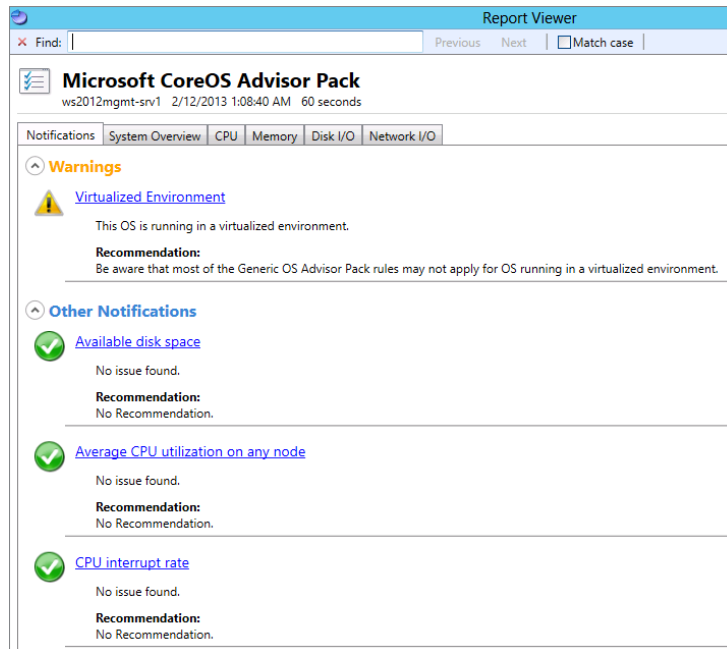 Report Viewer
Find:
Previous Next Match case
Microsoft CoreOS Advisor Pack
ws2012mgmt-srv1 2/12/2013 1:08:40 AM 60 seconds
Notifications System Overview CPU Memory Disk I/O Network I/O
Warnings
Virtualized Environment
This OS is running in a virtualized environment.
Recommendation:
Be aware that most of the Generic OS Advisor Pack rules may not apply for OS running in a virtualized environment.
Other Notifications
Available disk space
No issue found.
Recommendation:
No Recommendation.
Average CPU utilization on any node
No issue found.
Recommendation:
No Recommendation.
CPU interrupt rate
No issue found.
Recommendation:
No Recommendation.